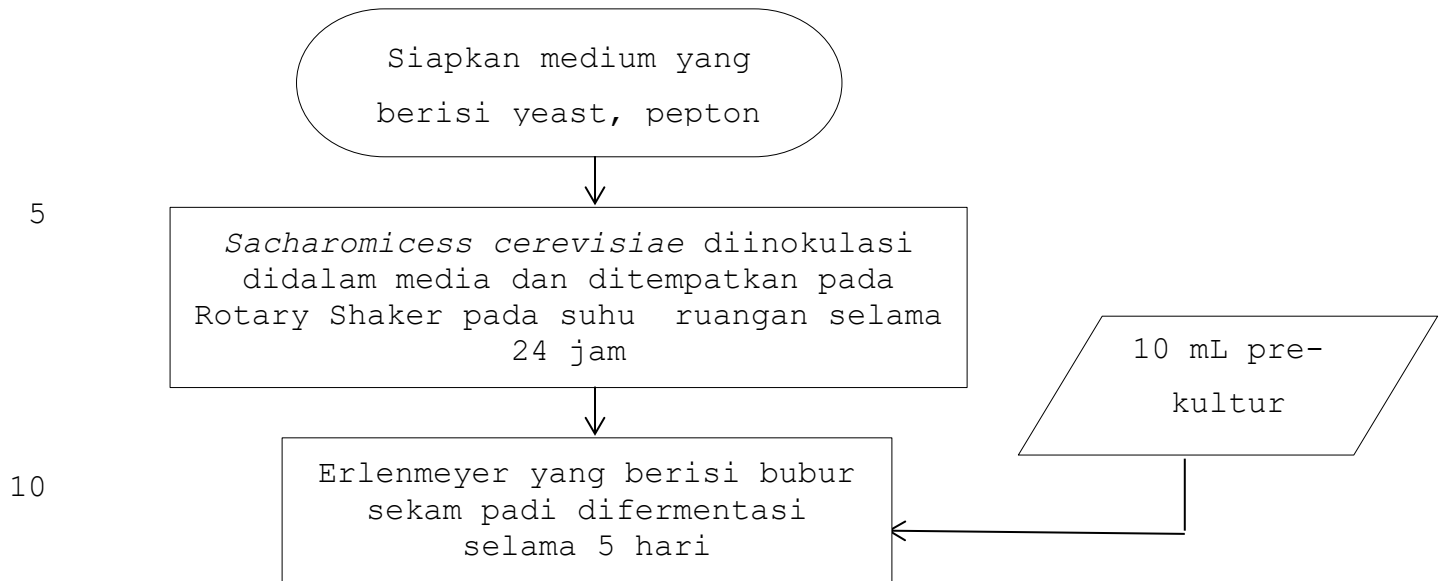 Siapkan medium yang
berisi yeast, pepton
5
Sacharomicess cerevisiae diinokulasi
didalam media dan ditempatkan pada
Rotary Shaker pada suhu  ruangan selama
24 jam
10 mL pre-
kultur
10
Erlenmeyer yang berisi bubur
sekam padi difermentasi
selama 5 hari